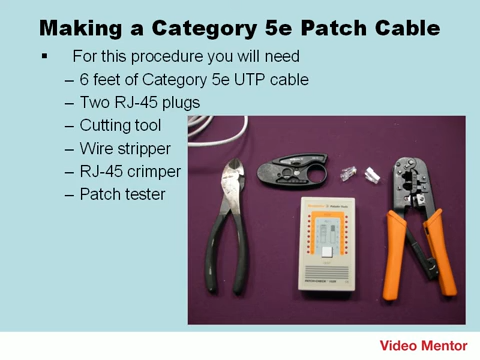 Making a Category 5e Patch Cable
▪ For this procedure you will need
– 6 feet of Category 5e UTP cable
– Two RJ-45 plugs
– Cutting tool
– Wire stripper
– RJ-45 crimper
– Patch tester
Video Mentor